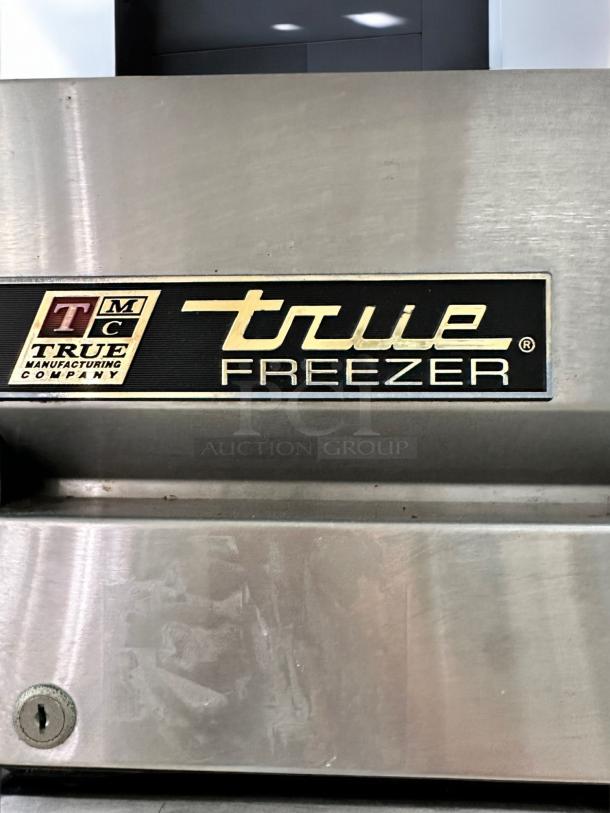 T M
C
TRUE
MANUFACTURING
COMPANY
true®
FREEZER
PCI
AUCTION GROUP